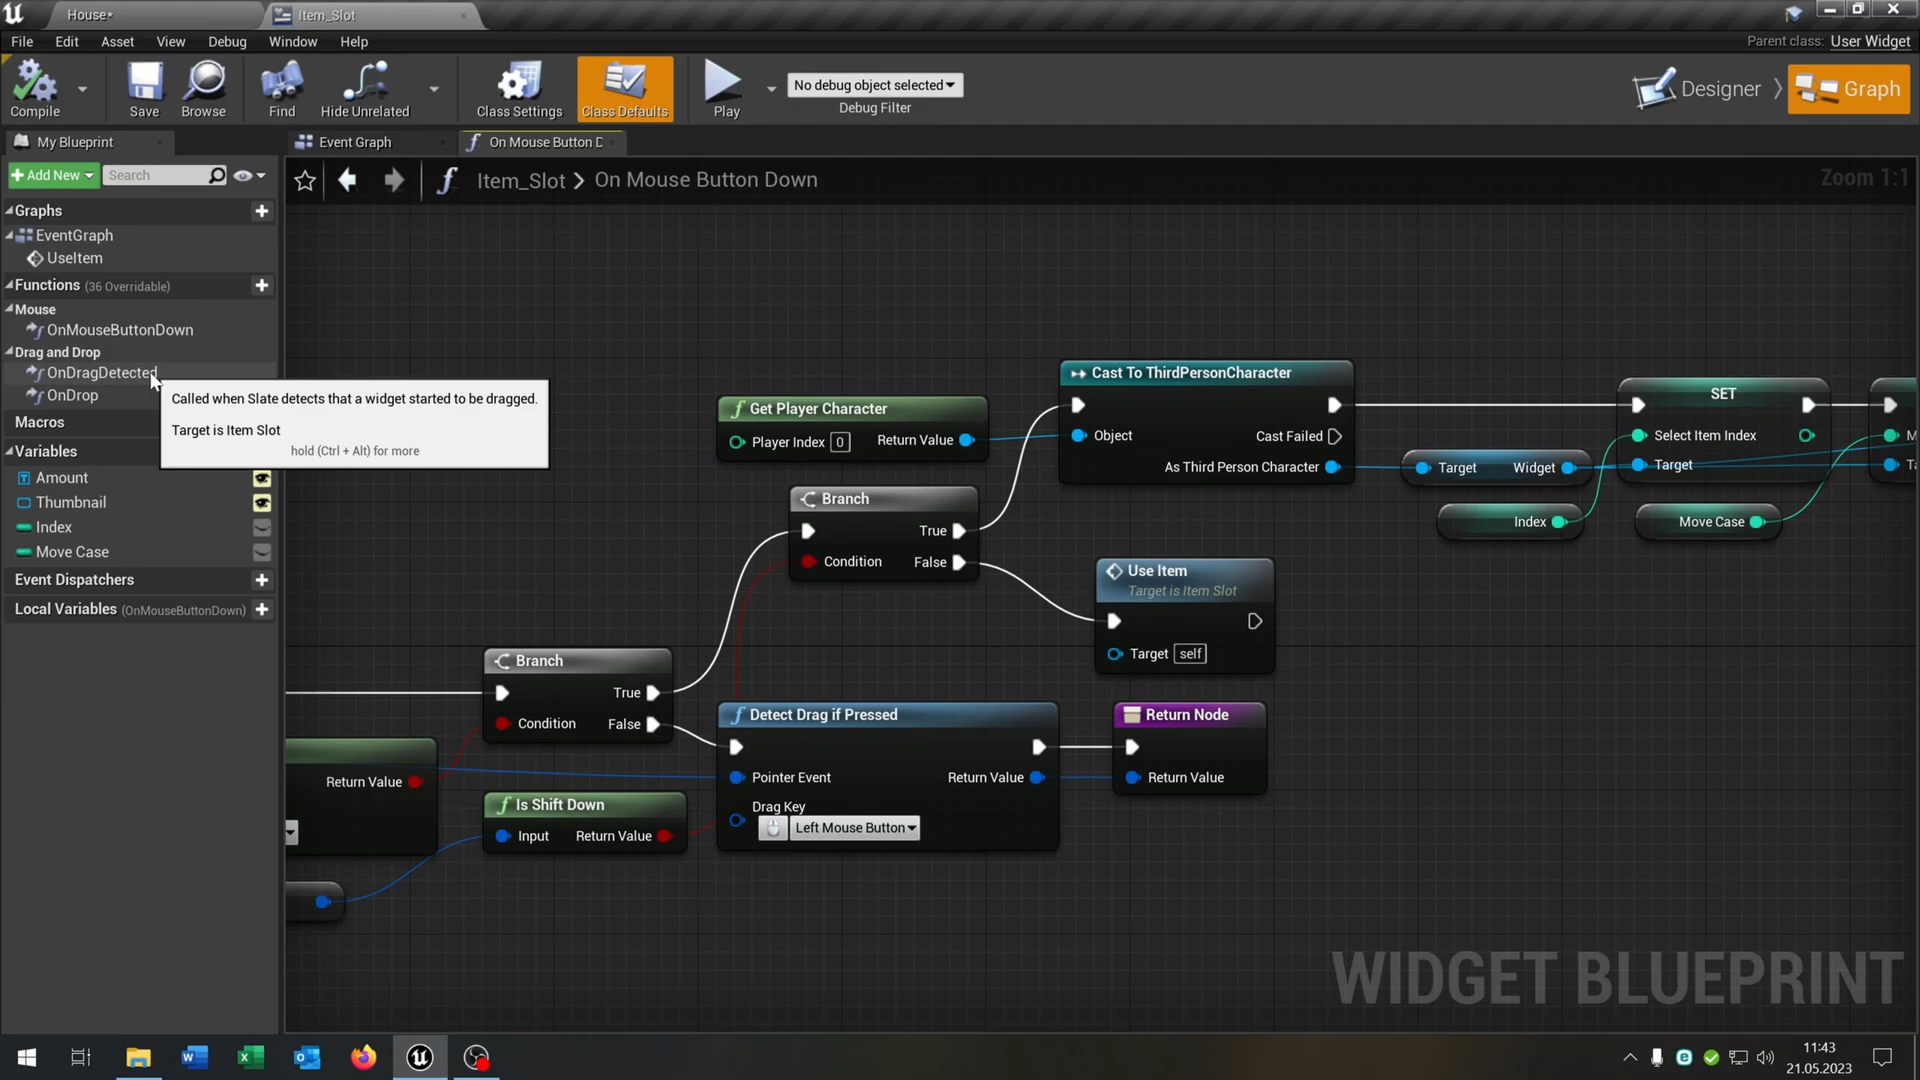 House*
Item_Slot
File Edit Asset View Debug Window Help
Parent class: User Widget
Compile
Save
Browse
Find
Hide Unrelated
Class Settings
Class Defaults
Play
No debug object selected
Debug Filter
Designer
Graph
My Blueprint
Event Graph
On Mouse Button D
Add New
Search
Item_Slot > On Mouse Button Down
Zoom 1:1
Graphs
EventGraph
UseItem
Functions (36 Overridable)
Mouse
OnMouseButtonDown
Drag and Drop
OnDragDetected
OnDrop
Macros
Variables
Amount
Thumbnail
Index
Move Case
Event Dispatchers
Local Variables (OnMouseButtonDown)
Called when Slate detects that a widget started to be dragged.
Target is Item Slot
hold (Ctrl + Alt) for more
Get Player Character
Player Index 0 Return Value
Cast To ThirdPersonCharacter
Object
Cast Failed
As Third Person Character
Target Widget
SET
Select Item Index
Target
Index
Move Case
Branch
True
Condition False
Use Item
Target is Item Slot
Target self
Branch
True
Condition False
Return Value
Is Shift Down
Input Return Value
Detect Drag if Pressed
Pointer Event Return Value
Drag Key
Left Mouse Button
Return Node
Return Value
WIDGET BLUEPRINT
11:43
21.05.2023